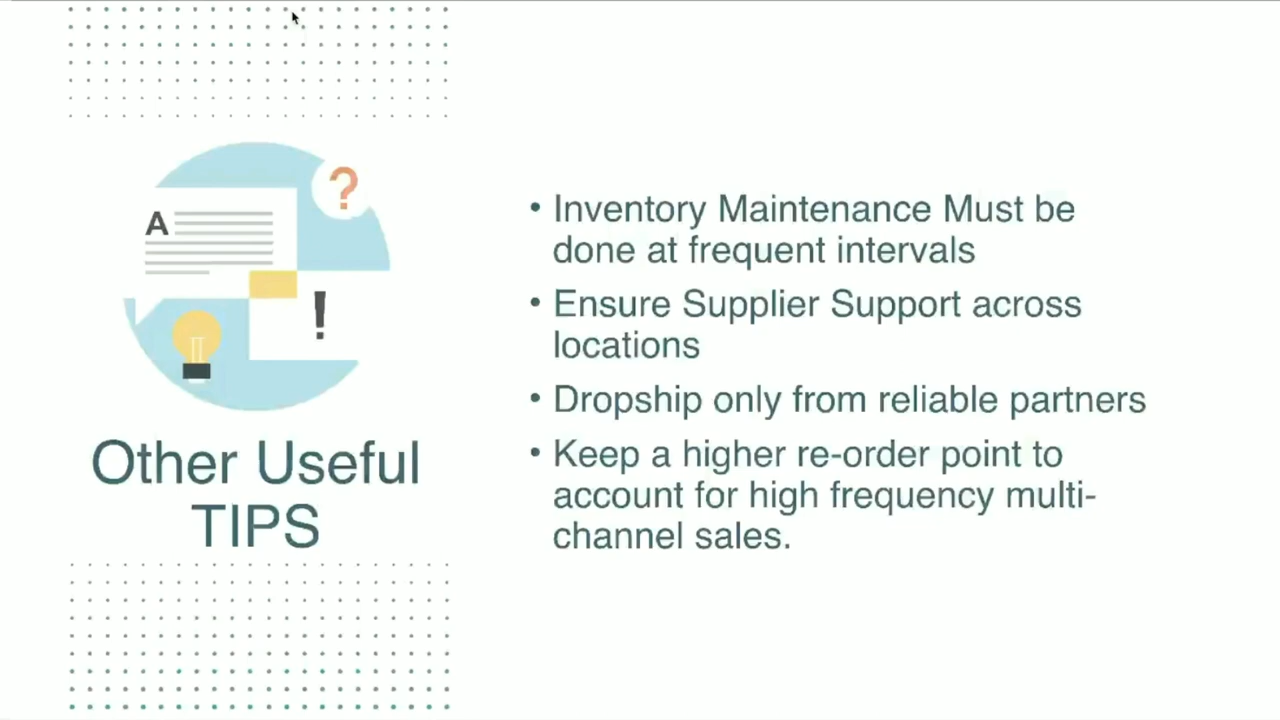 ?
A
!
Other Useful
TIPS
• Inventory Maintenance Must be
done at frequent intervals
• Ensure Supplier Support across
locations
• Dropship only from reliable partners
• Keep a higher re-order point to
account for high frequency multi-
channel sales.